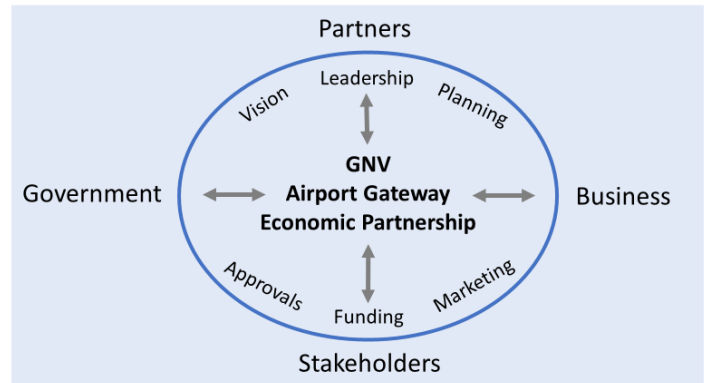 Partners
Leadership
Vision
Planning
GNV
Airport Gateway
Economic Partnership
Government
Business
Approvals
Marketing
Funding
Stakeholders